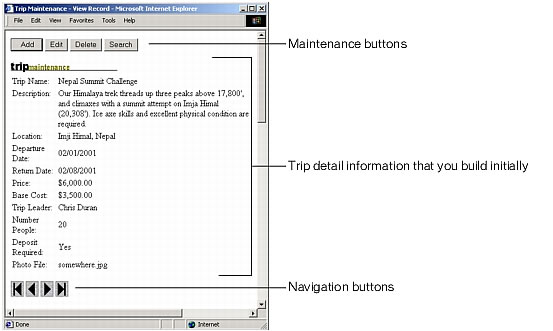 Trip Maintenance - View Record - Microsoft Internet Explorer
File Edit View Favorites Tools Help
Add Edit Delete Search
Maintenance buttons
tripmaintenance
Trip Name: Nepal Summit Challenge
Description: Our Himalaya trek threads up three peaks above 17,800',
and climaxes with a summit attempt on Imja Himal
(20,308'). Ice axe skills and excellent physical condition are
required.
Location: Imji Himal, Nepal
Departure
Date: 02/01/2001
Trip detail information that you build initially
Return Date: 02/08/2001
Price: $6,000.00
Base Cost: $3,500.00
Trip Leader: Chris Duran
Number
People: 20
Deposit
Required: Yes
Photo File: somewhere.jpg
Navigation buttons
Done Internet